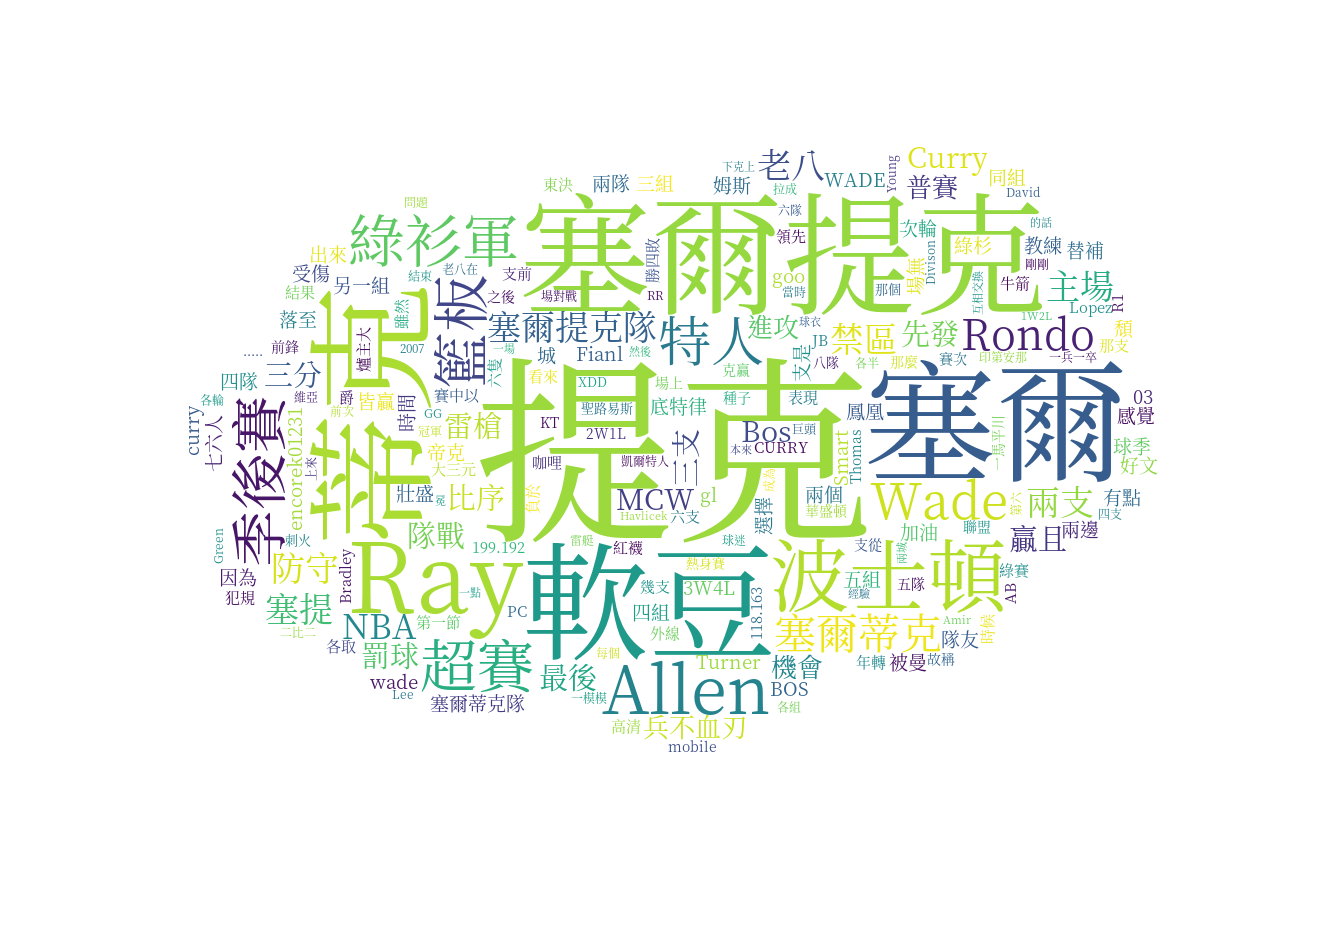 下克上
老八
Young
Curry
東決
兩隊
三組
姆斯
拉成
WADE
普賽
同組
David
問題
綠衫軍
塞爾提克
六隊
領先
次輪
綠杉
的話
教練
替補
剛剛
出來
受傷
另一組
結束
老八在
支前
勝四敗
goo
當時
那個
場無
Divison
互相交換
牛箭
主場
R1
結果
雖然
籃板
之後
場對戰
RR
Lopez
1W2L
落至
蒂克
爐主大
塞爾提克隊
特人
進攻
球衣
JB
禁區
先發
Rondo
顏
那支
.....
前鋒
2007
一場
城
Fianl
然後
克贏
支是
八隊
各半
那麼
賽次
印第安那
一兵一卒
四隊
三分
六隻
看來
XDD
場上
種子
表現
塞爾
03
各輪
維亞
爵
皆贏
時間
賽中以
提克
聖路易斯
底特律
鳳凰
感覺
curry
七六人
季後賽
encorek01231
前次
GG
冠軍
雷槍
KT
2W1L
三支
Bos
巨頭
本來
CURRY
Smart
Thomas
一馬平川
球季
好文
上來
帝克
大三元
咖哩
凱爾特人
成為
壯盛
冕
比序
負於
MCW
gl
選擇
兩個
華盛頓
Wade
第六
兩支
有點
四支
Havlicek
六支
Green
刺火
隊戰
199.192
雷艇
紅襪
球迷
加油
聯盟
贏且
兩邊
支從
兩城
因為
防守
Bradley
Ray
軟豆
熱身賽
波士頓
綠賽
犯規
一點
幾支
3W4L
118.163
五組
經驗
五隊
AB
塞提
NBA
第一節
PC
四組
外線
塞爾蒂克
Amir
隊友
時候
二比二
各取
罰球
超賽
最後
每個
Turner
機會
年轉
被曼
故稱
wade
Lee
塞爾蒂克隊
一模模
Allen
BOS
各組
高清
兵不血刃
mobile